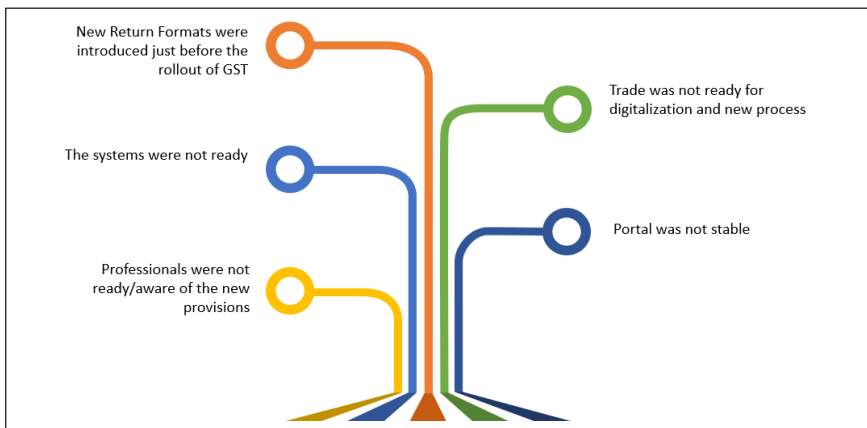 New Return Formats were
introduced just before the
rollout of GST
Trade was not ready for
digitalization and new process
The systems were not ready
Portal was not stable
Professionals were not
ready/aware of the new
provisions